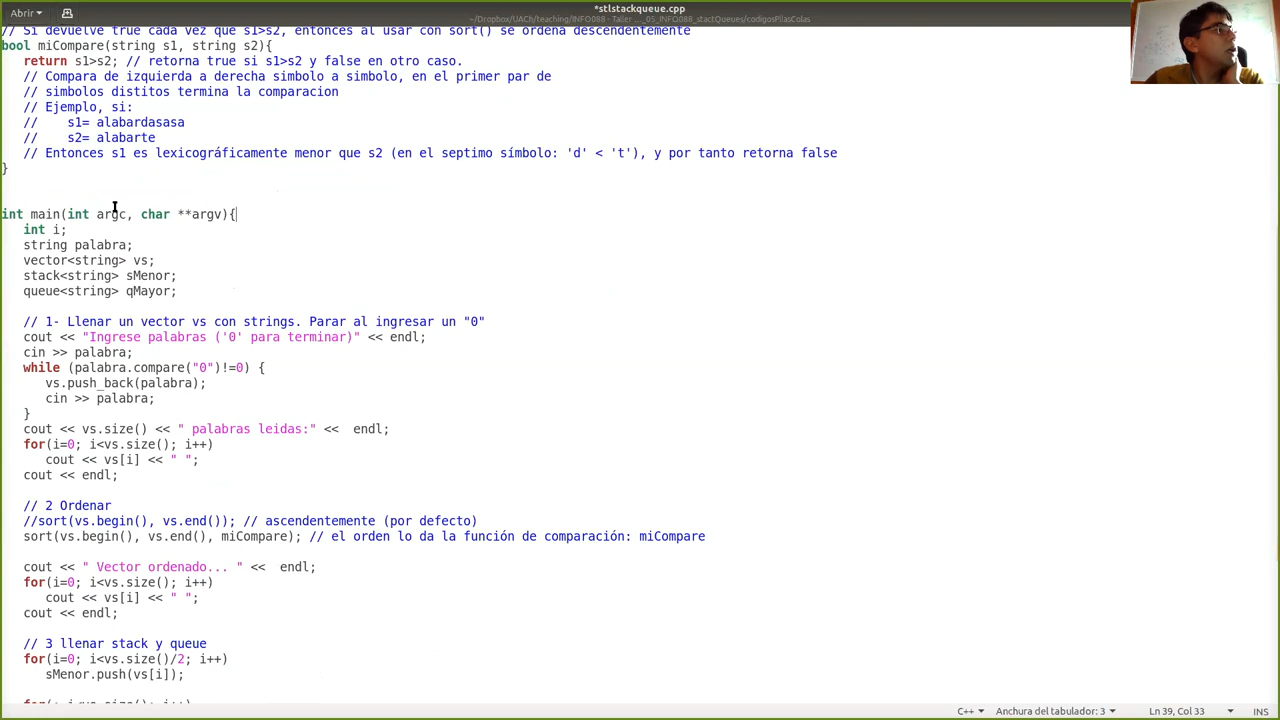 Abrir
*stlstackqueue.cpp
~/Dropbox/UACh/teaching/INFO088 - Taller ..._05_INFO088_stactQueues/codigosPliasColas
// Si devuelve true cada vez que s1>s2, entonces al usar con sort() se ordena descendentemente
bool miCompare(string s1, string s2){
return s1>s2; // retorna true si s1>s2 y false en otro caso.
// Compara de izquierda a derecha simbolo a simbolo, en el primer par de
// simbolos distitos termina la comparacion
// Ejemplo, si:
// s1= alabardasasa
// s2= alabarte
// Entonces s1 es lexicográficamente menor que s2 (en el septimo símbolo: 'd' < 't'), y por tanto retorna false
}
int main(int argc, char **argv){
int i;
string palabra;
vector<string> vs;
stack<string> sMenor;
queue<string> qMayor;
// 1- Llenar un vector vs con strings. Parar al ingresar un "0"
cout << "Ingrese palabras ('0' para terminar)" << endl;
cin >> palabra;
while (palabra.compare("0")!=0) {
vs.push_back(palabra);
cin >> palabra;
}
cout << vs.size() << " palabras leidas:" << endl;
for(i=0; i<vs.size(); i++)
cout << vs[i] << " ";
cout << endl;
// 2 Ordenar
//sort(vs.begin(), vs.end()); // ascendentemente (por defecto)
sort(vs.begin(), vs.end(), miCompare); // el orden lo da la función de comparación: miCompare
cout << " Vector ordenado... " << endl;
for(i=0; i<vs.size(); i++)
cout << vs[i] << " ";
cout << endl;
// 3 llenar stack y queue
for(i=0; i<vs.size()/2; i++)
sMenor.push(vs[i]);
for(; i<vs.size(); i++)
C++
Anchura del tabulador: 3
Ln 39, Col 33
INS